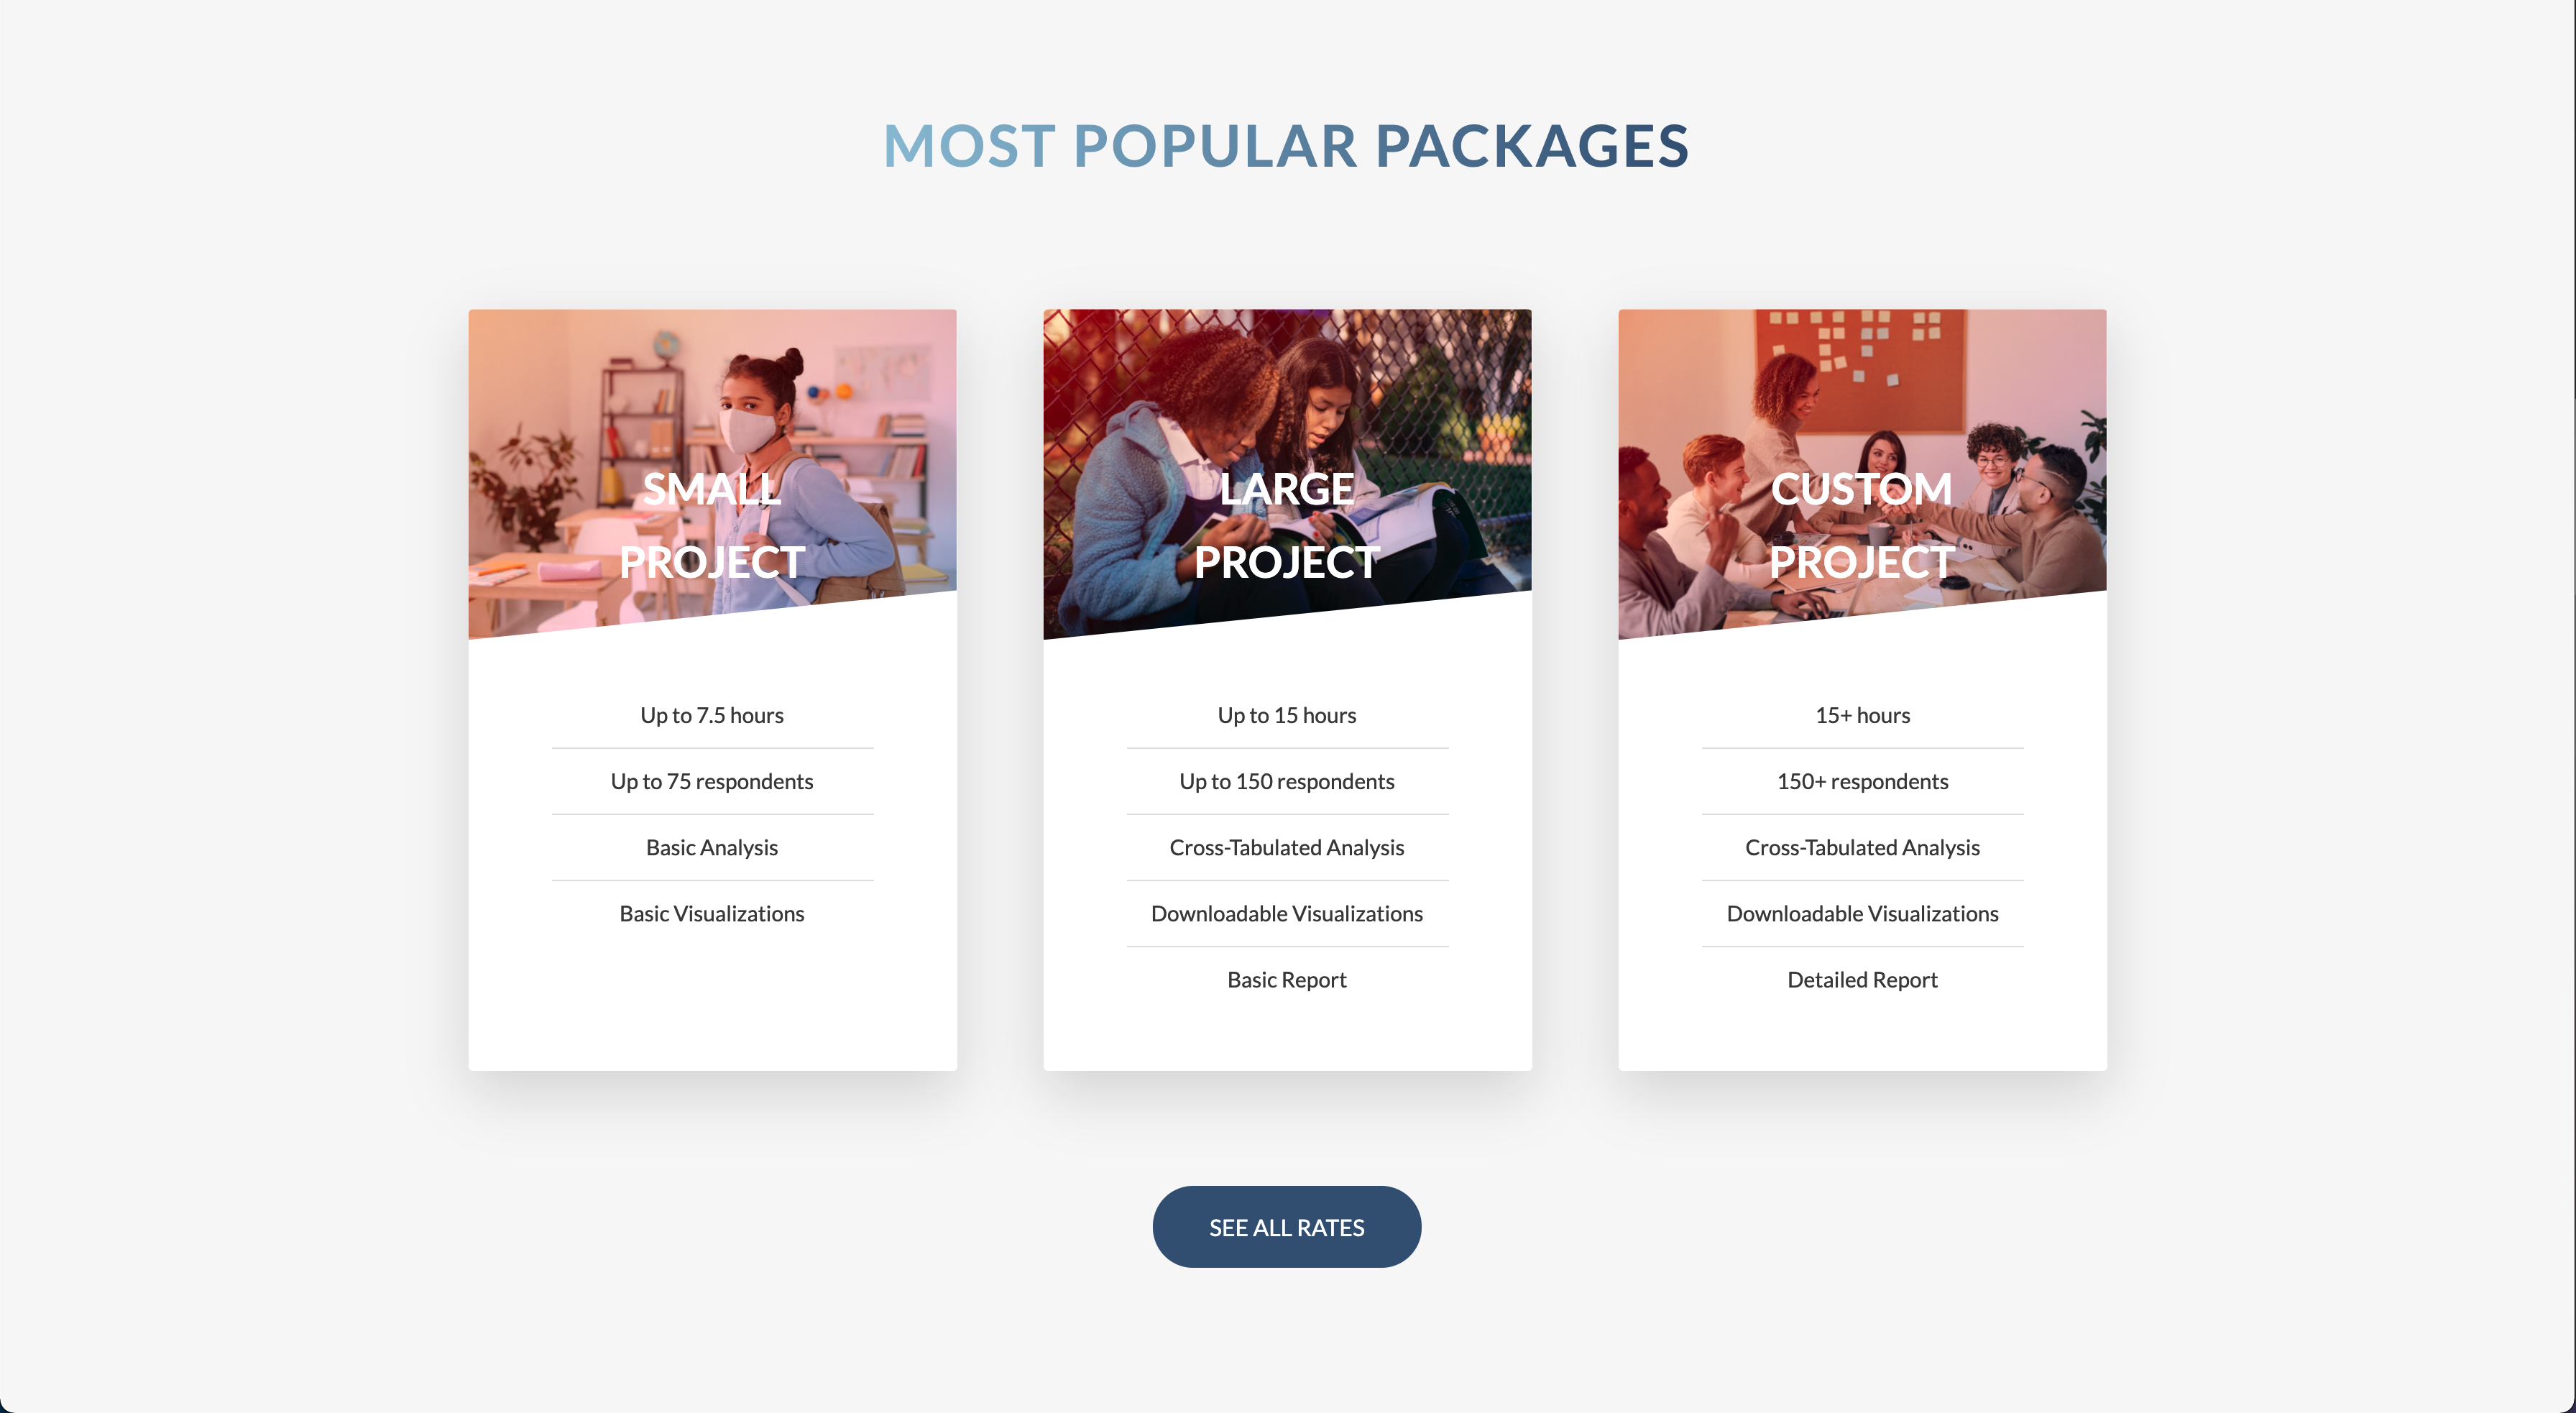 MOST POPULAR PACKAGES
SMALL
PROJECT
Up to 7.5 hours
Up to 75 respondents
Basic Analysis
Basic Visualizations
LARGE
PROJECT
Up to 15 hours
Up to 150 respondents
Cross-Tabulated Analysis
Downloadable Visualizations
Basic Report
CUSTOM
PROJECT
15+ hours
150+ respondents
Cross-Tabulated Analysis
Downloadable Visualizations
Detailed Report
SEE ALL RATES